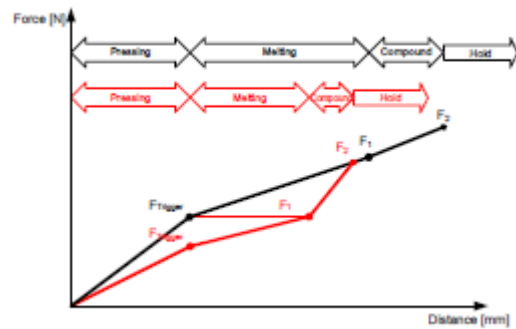 Force [N]
Pressing Melting Compound Hold
Pressing Melting Compound Hold
F2
F1
F2
FTrigger
F1
FTrigger
Distance [mm]